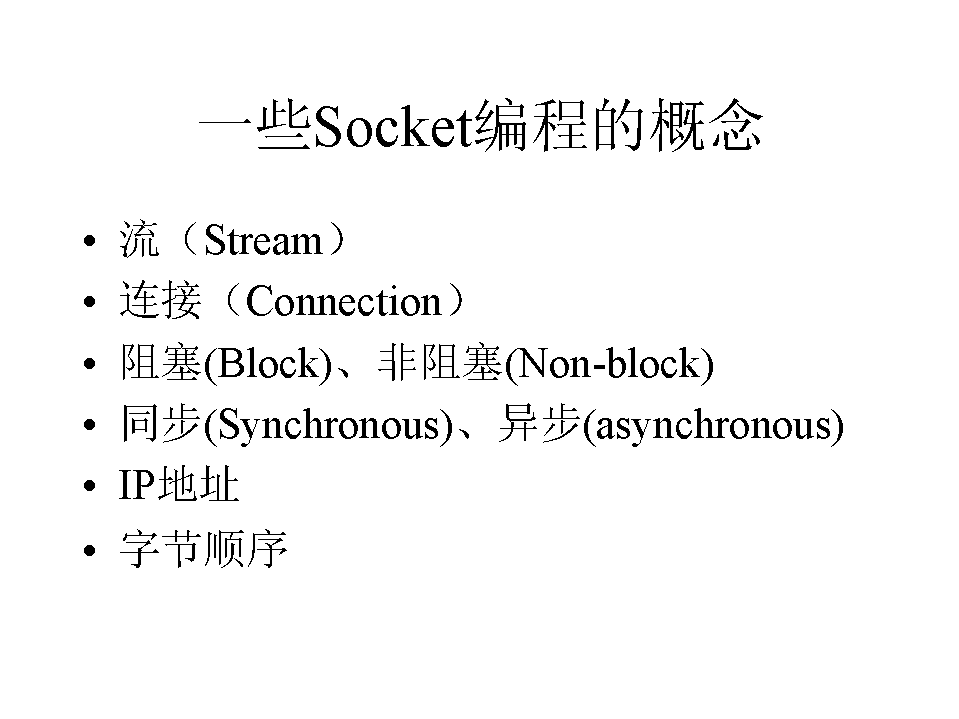 一些Socket编程的概念
• 流（Stream）
• 连接（Connection）
• 阻塞(Block)、非阻塞(Non-block)
• 同步(Synchronous)、异步(asynchronous)
• IP地址
• 字节顺序